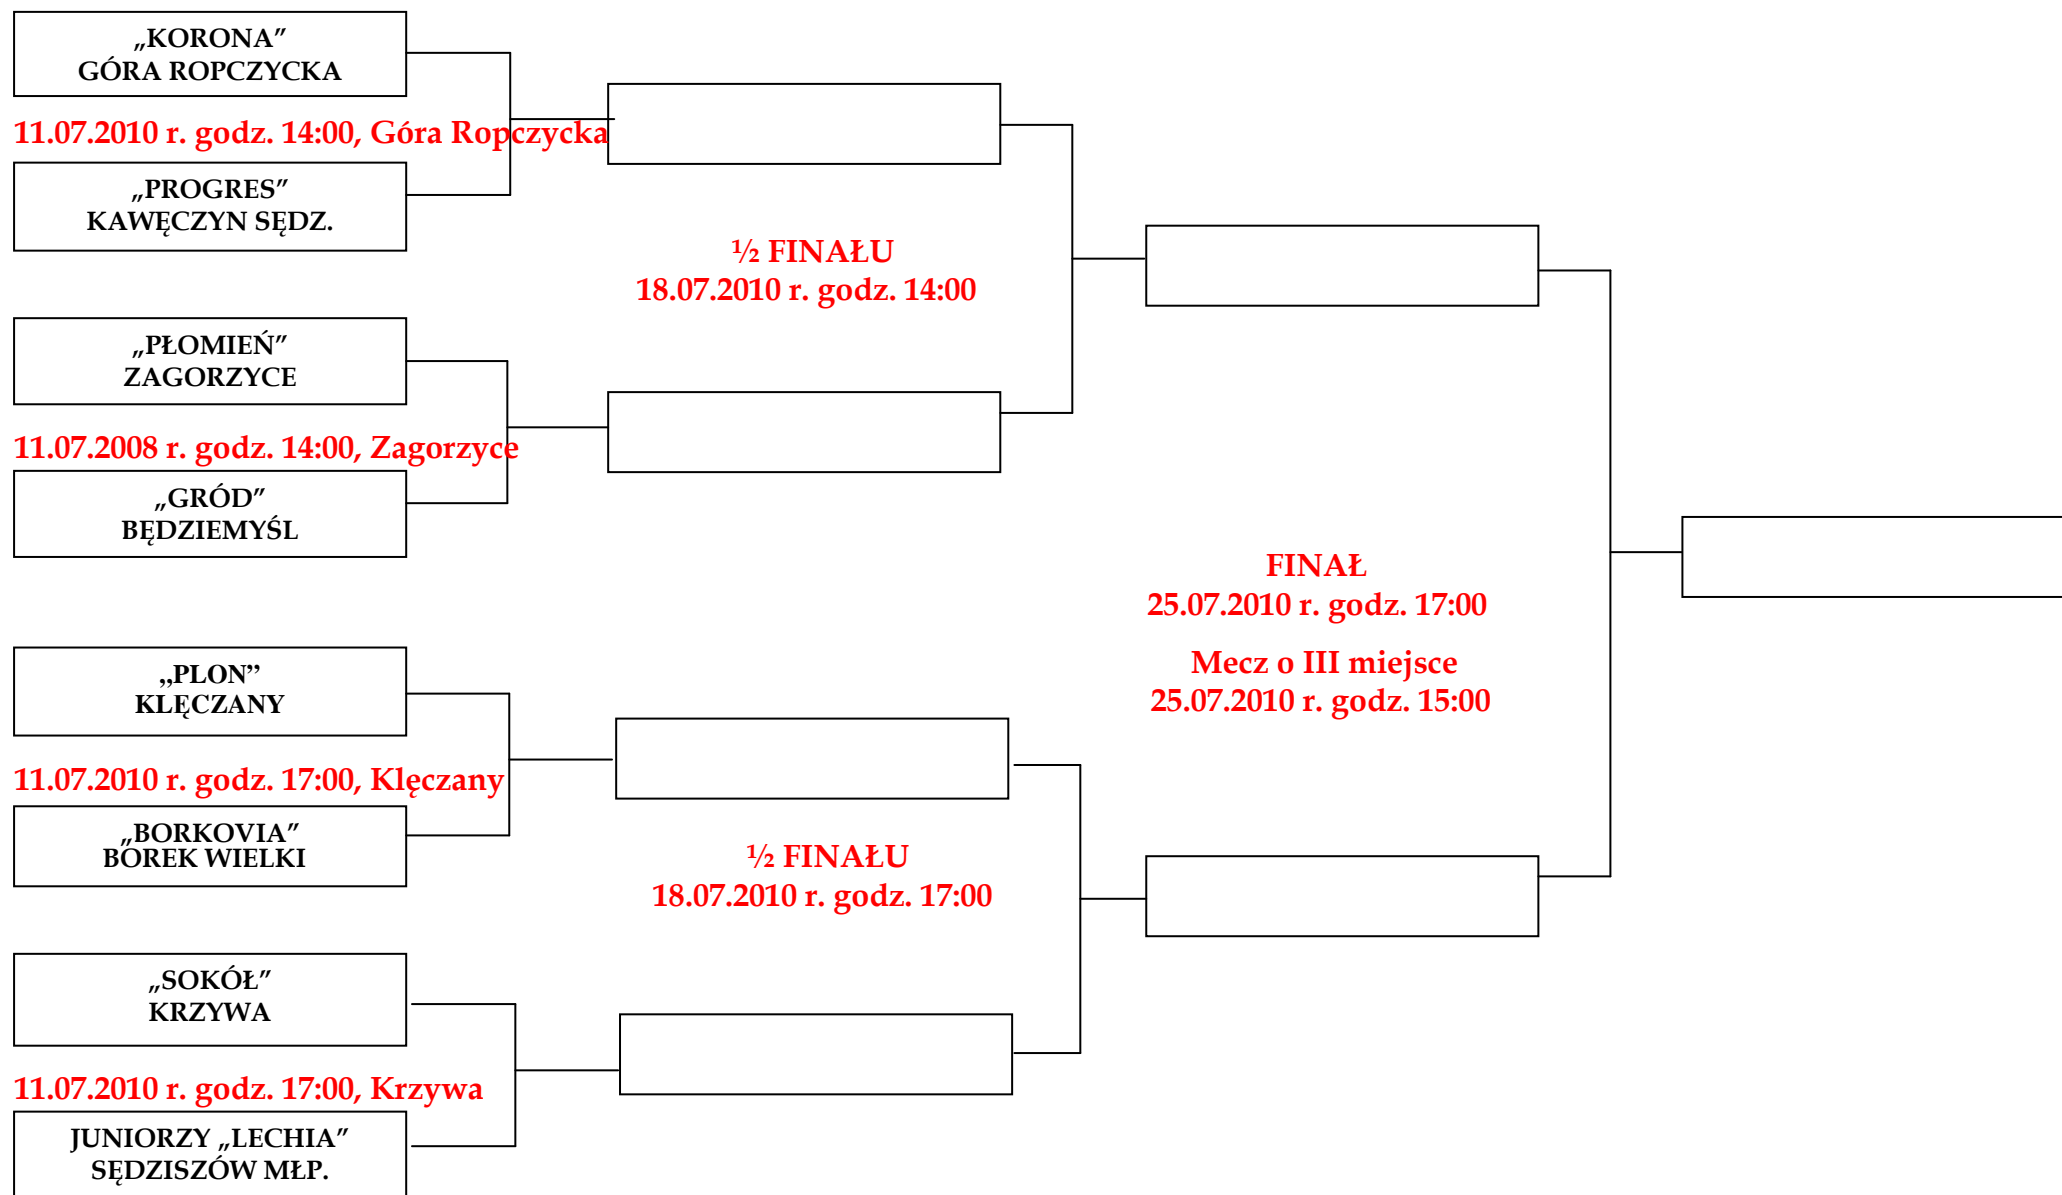 „KORONA”
GÓRA ROPCZYCKA
11.07.2010 r. godz. 14:00, Góra Ropczycka
„PROGRES”
KAWĘCZYN SĘDZ.
½ FINAŁU
18.07.2010 r. godz. 14:00
„PŁOMIEŃ”
ZAGORZYCE
11.07.2008 r. godz. 14:00, Zagorzyce
„GRÓD”
BĘDZIEMYŚL
FINAŁ
25.07.2010 r. godz. 17:00
Mecz o III miejsce
25.07.2010 r. godz. 15:00
„PLON”
KLĘCZANY
11.07.2010 r. godz. 17:00, Klęczany
„BORKOVIA”
BOREK WIELKI
½ FINAŁU
18.07.2010 r. godz. 17:00
„SOKÓŁ”
KRZYWA
11.07.2010 r. godz. 17:00, Krzywa
JUNIORZY „LECHIA”
SĘDZISZÓW MŁP.